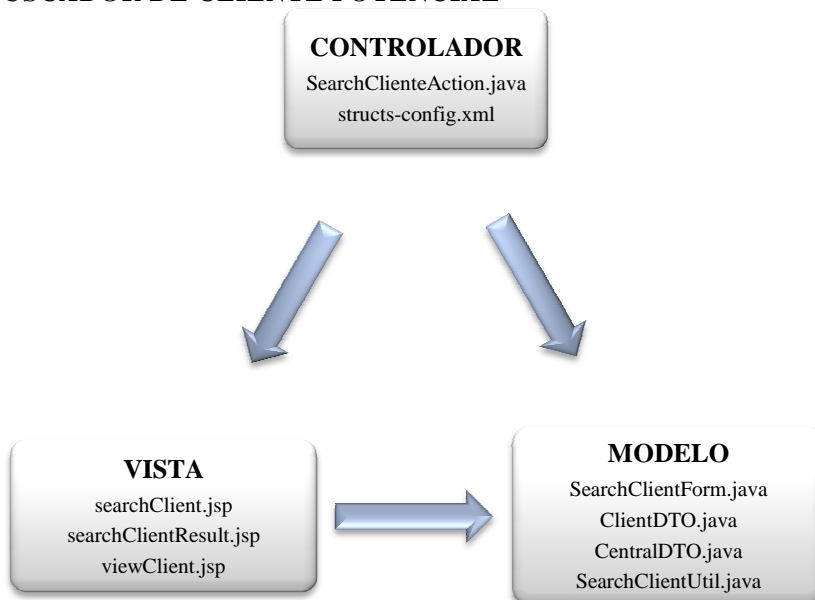 CONTROLADOR
SearchClienteAction.java
structs-config.xml
VISTA
searchClient.jsp
searchClientResult.jsp
viewClient.jsp
MODELO
SearchClientForm.java
ClientDTO.java
CentralDTO.java
SearchClientUtil.java